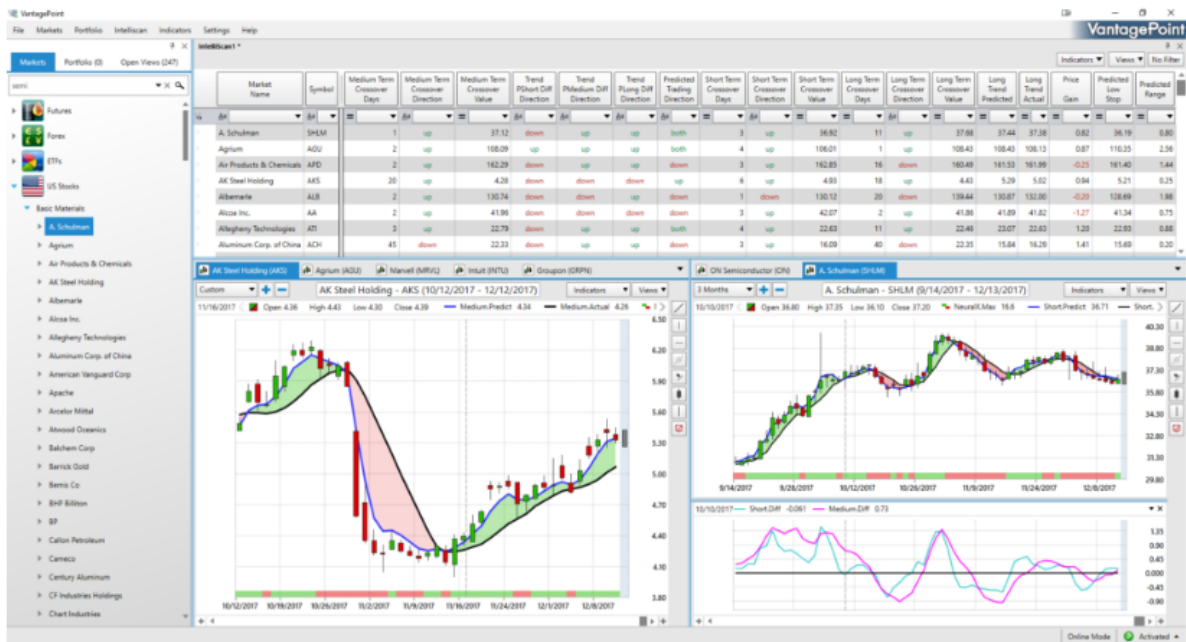 VantagePoint
File Markets Portfolio Intelliscan Indicators Settings Help
VantagePoint
Markets Portfolio (0) Open Views (247)
IntelliScan1 *
Indicators Views No Filter
semi
Futures
Forex
ETFs
US Stocks
Basic Materials
A. Schulman
Agrium
Air Products & Chemicals
AK Steel Holding
Albemarle
Alcoa Inc.
Allegheny Technologies
Aluminum Corp. of China
American Vanguard Corp
Apache
Arcelor Mittal
Atwood Oceanics
Balchem Corp
Barrick Gold
Bemis Co
BHP Billiton
BP
Callon Petroleum
Cameco
Century Aluminum
CF Industries Holdings
Chart Industries
Market Name Symbol Medium Term Crossover Days Medium Term Crossover Direction Medium Term Crossover Value Trend PShort Diff Direction Trend PMedium Diff Direction Trend PLong Diff Direction Predicted Trading Direction Short Term Crossover Days Short Term Crossover Direction Short Term Crossover Value Long Term Crossover Days Long Term Crossover Direction Long Term Crossover Value Long Trend Predicted Long Trend Actual Price Gain Predicted Low Stop Predicted Range
A. Schulman SHLM 1 up 37.12 down up up both 3 up 36.92 11 up 37.68 37.44 37.38 0.82 36.19 0.80
Agrium AGU 2 up 108.09 up up up both 4 up 106.01 1 up 108.43 108.43 108.13 0.87 110.35 2.56
Air Products & Chemicals APD 2 up 162.29 down up up down 3 up 162.85 16 down 160.49 161.53 161.99 -0.25 161.40 1.44
AK Steel Holding AKS 20 up 4.28 down down down up 6 up 4.93 18 up 4.43 5.29 5.02 0.94 5.21 0.25
Albemarle ALB 2 up 130.74 down down up down 1 down 130.12 20 down 139.44 130.87 132.00 -0.20 128.69 1.98
Alcoa Inc. AA 2 up 41.96 down down down down 3 up 42.07 2 up 41.86 41.89 41.82 -1.27 41.34 0.75
Allegheny Technologies ATI 3 up 22.79 down up up both 4 up 22.63 11 up 22.48 23.07 22.63 1.20 22.93 0.88
Aluminum Corp. of China ACH 45 down 22.33 down up up down 3 up 16.09 40 down 22.35 15.84 16.29 1.41 15.69 0.20
AK Steel Holding (AKS) Agrium (AGU) Marvell (MRVL) Intuit (INTU) Groupon (GRPN)
Custom AK Steel Holding - AKS (10/12/2017 - 12/12/2017) Indicators Views
11/16/2017 Open 4.36 High 4.43 Low 4.30 Close 4.39 Medium.Predict 4.34 Medium.Actual 4.26
6.50
6.20
5.90
5.60
5.30
5.00
4.70
4.40
4.10
3.80
10/12/2017 10/19/2017 10/26/2017 11/2/2017 11/9/2017 11/16/2017 11/24/2017 12/1/2017 12/8/2017
ON Semiconductor (ON) A. Schulman (SHLM)
3 Months A. Schulman - SHLM (9/14/2017 - 12/13/2017) Indicators Views
10/10/2017 Open 36.80 High 37.35 Low 36.10 Close 37.20 NeuralX.Max 16.6 Short.Predict 36.71 Short.
40.30
38.80
37.30
35.80
34.30
32.80
31.30
29.80
9/14/2017 9/28/2017 10/12/2017 10/26/2017 11/9/2017 11/24/2017 12/8/2017
10/10/2017 Short.Diff -0.061 Medium.Diff 0.73
1.35
0.90
0.45
0.000
-0.45
-0.90
Online Mode Activated